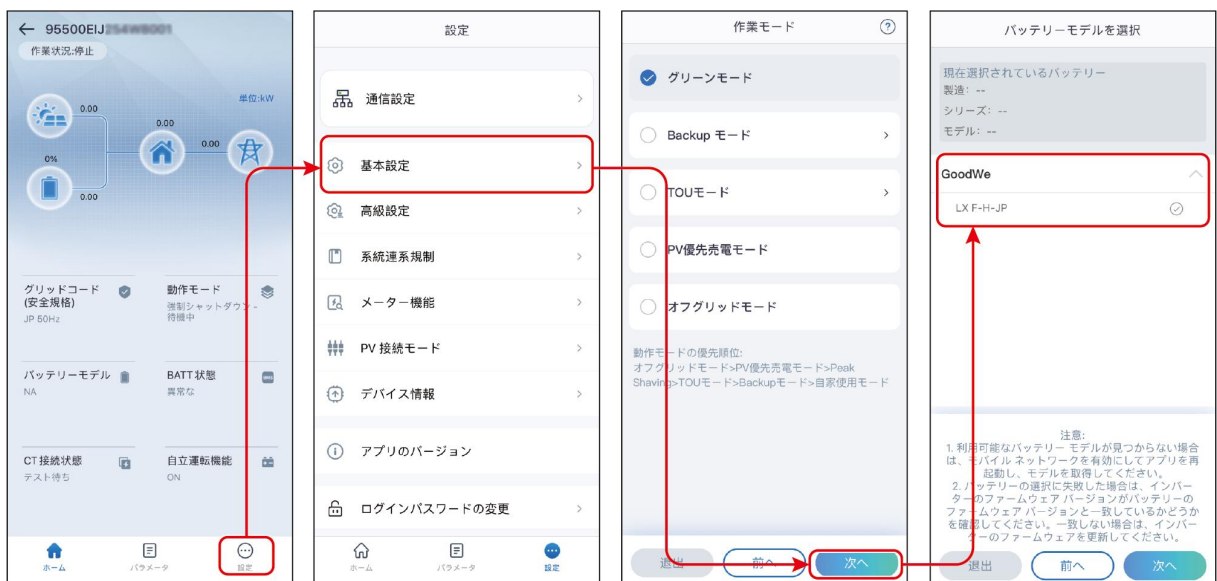 95500EIJ
作業状況:停止
単位:kW
0.00
0.00
0.00
0%
0.00
グリッドコード
(安全規格)
JP 50Hz
動作モード
強制シャットダウン -
待機中
バッテリーモデル
NA
BATT 状態
異常な
CT 接続状態
テスト待ち
自立運転機能
ON
ホーム
パラメータ
設定
設定
通信設定
基本設定
高級設定
系統連系規制
メーター機能
PV 接続モード
デバイス情報
アプリのバージョン
ログインパスワードの変更
ホーム
パラメータ
設定
作業モード
?
グリーンモード
Backup モード
TOUモード
PV優先売電モード
オフグリッドモード
動作モードの優先順位:
オフグリッドモード>PV優先売電モード>Peak
Shaving>TOUモード>Backupモード>自家使用モード
退出
前へ
次へ
バッテリーモデルを選択
現在選択されているバッテリー
製造: --
シリーズ: --
モデル: --
GoodWe
LX F-H-JP
注意:
1. 利用可能なバッテリー モデルが見つからない場合
は、モバイル ネットワークを有効にしてアプリを再
起動し、モデルを取得してください。
2. バッテリーの選択に失敗した場合は、インバー
ターのファームウェア バージョンがバッテリーの
ファームウェア バージョンと一致しているかどうか
を確認してください。一致しない場合は、インバー
ターのファームウェアを更新してください。
退出
前へ
次へ